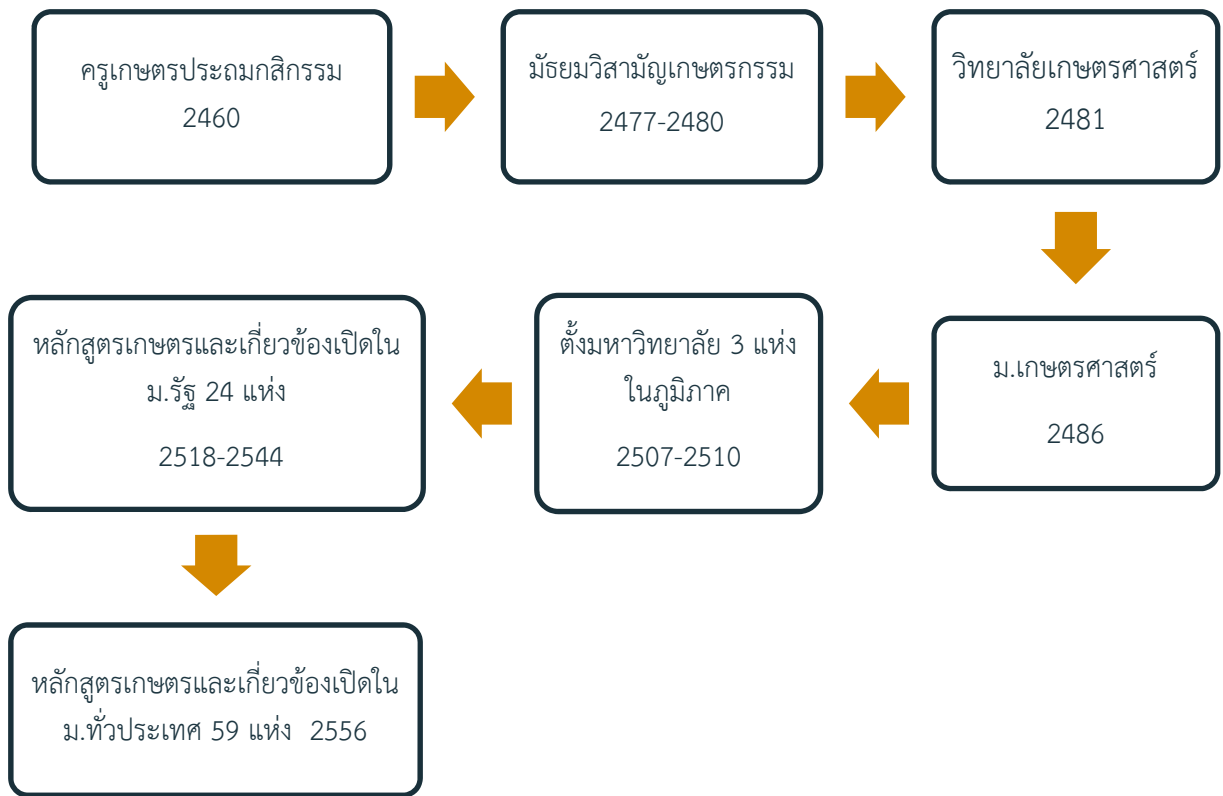 ครูเกษตรประถมกสิกรรม
2460
มัธยมวิสามัญเกษตรกรรม
2477-2480
วิทยาลัยเกษตรศาสตร์
2481
ม.เกษตรศาสตร์
2486
ตั้งมหาวิทยาลัย 3 แห่ง
ในภูมิภาค
2507-2510
หลักสูตรเกษตรและเกี่ยวข้องเปิดใน
ม.รัฐ 24 แห่ง
2518-2544
หลักสูตรเกษตรและเกี่ยวข้องเปิดใน
ม.ทั่วประเทศ 59 แห่ง 2556